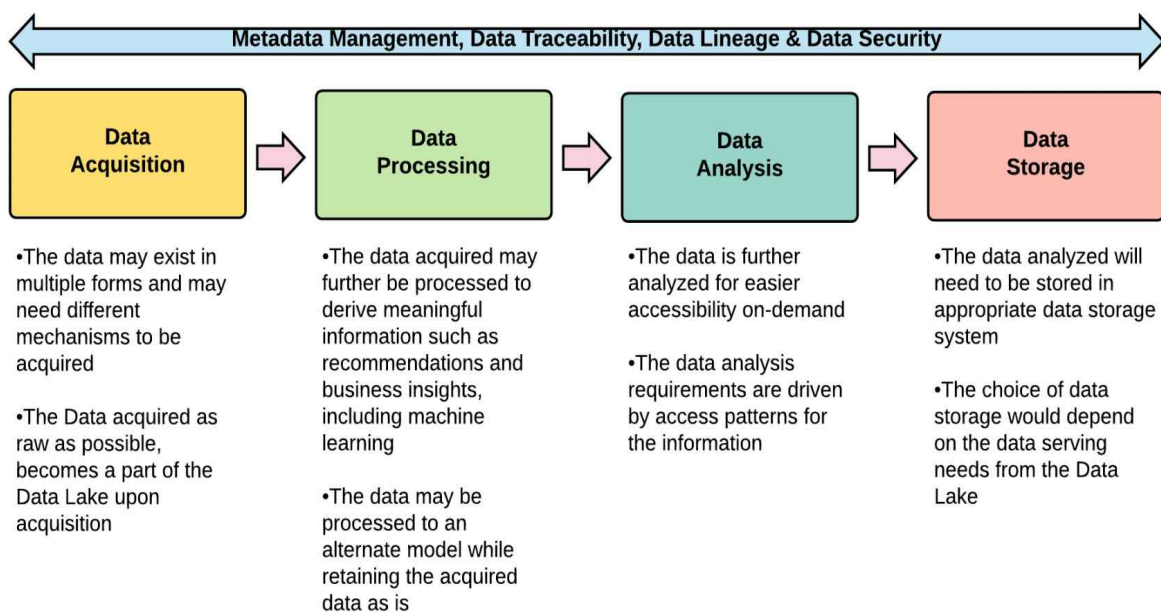 Metadata Management, Data Traceability, Data Lineage & Data Security
Data
Acquisition
Data
Processing
Data
Analysis
Data
Storage
•The data may exist in
multiple forms and may
need different
mechanisms to be
acquired
•The Data acquired as
raw as possible,
becomes a part of the
Data Lake upon
acquisition
•The data acquired may
further be processed to
derive meaningful
information such as
recommendations and
business insights,
including machine
learning
•The data may be
processed to an
alternate model while
retaining the acquired
data as is
•The data is further
analyzed for easier
accessibility on-demand
•The data analysis
requirements are driven
by access patterns for
the information
•The data analyzed will
need to be stored in
appropriate data storage
system
•The choice of data
storage would depend
on the data serving
needs from the Data
Lake